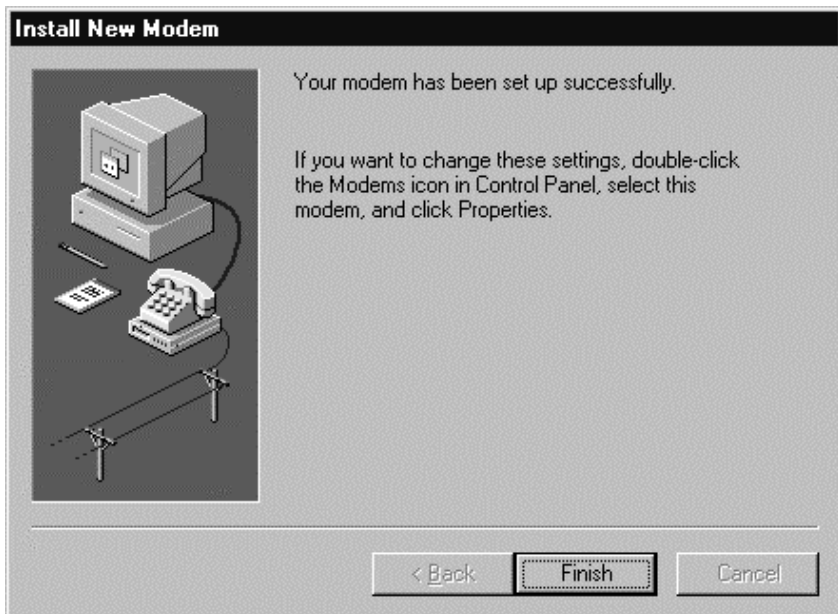 Install New Modem
Your modem has been set up successfully.
If you want to change these settings, double-click
the Modems icon in Control Panel, select this
modem, and click Properties.
< Back
Finish
Cancel